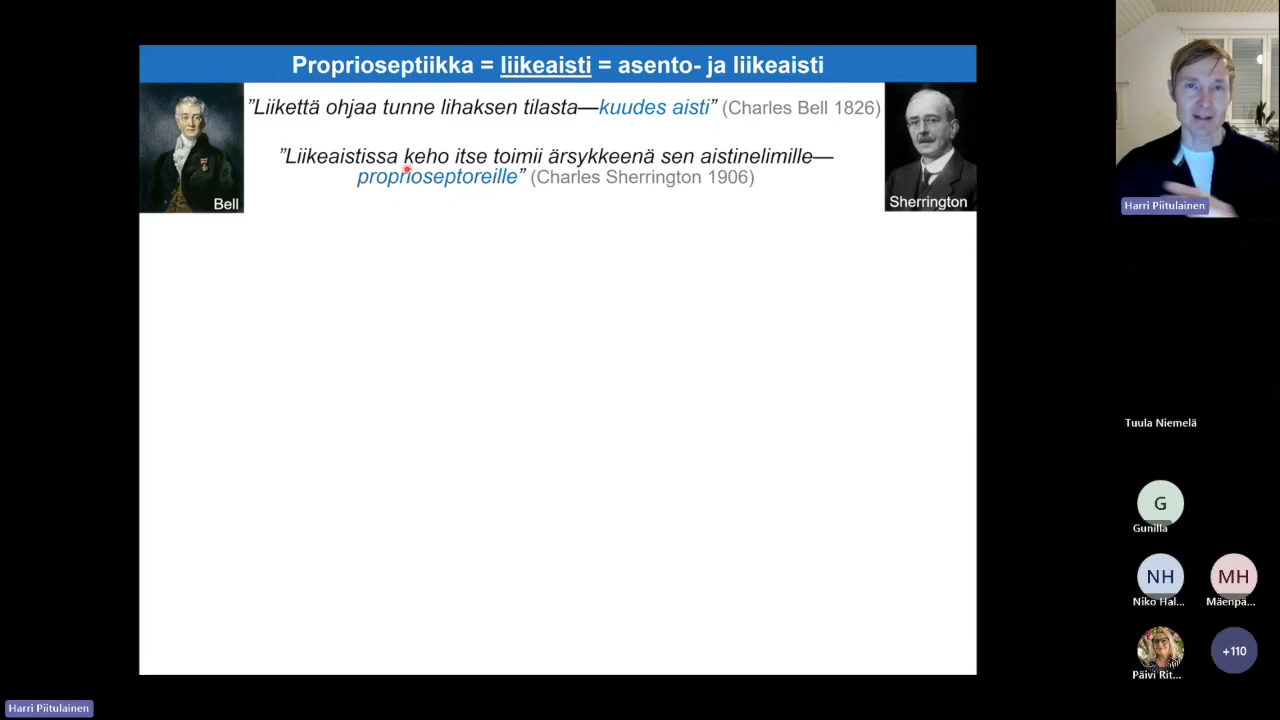 Proprioseptiikka = liikeaisti = asento- ja liikeaisti
”Liikettä ohjaa tunne lihaksen tilasta—kuudes aisti” (Charles Bell 1826)
”Liikeaistissa keho itse toimii ärsykkeenä sen aistinelimille—
proprioseptoreille” (Charles Sherrington 1906)
Bell
Sherrington
Harri Piitulainen
Tuula Niemelä
G
Gunilla
NH
MH
Niko Hal...
Mäenpä...
+110
Päivi Rit...
Harri Piitulainen